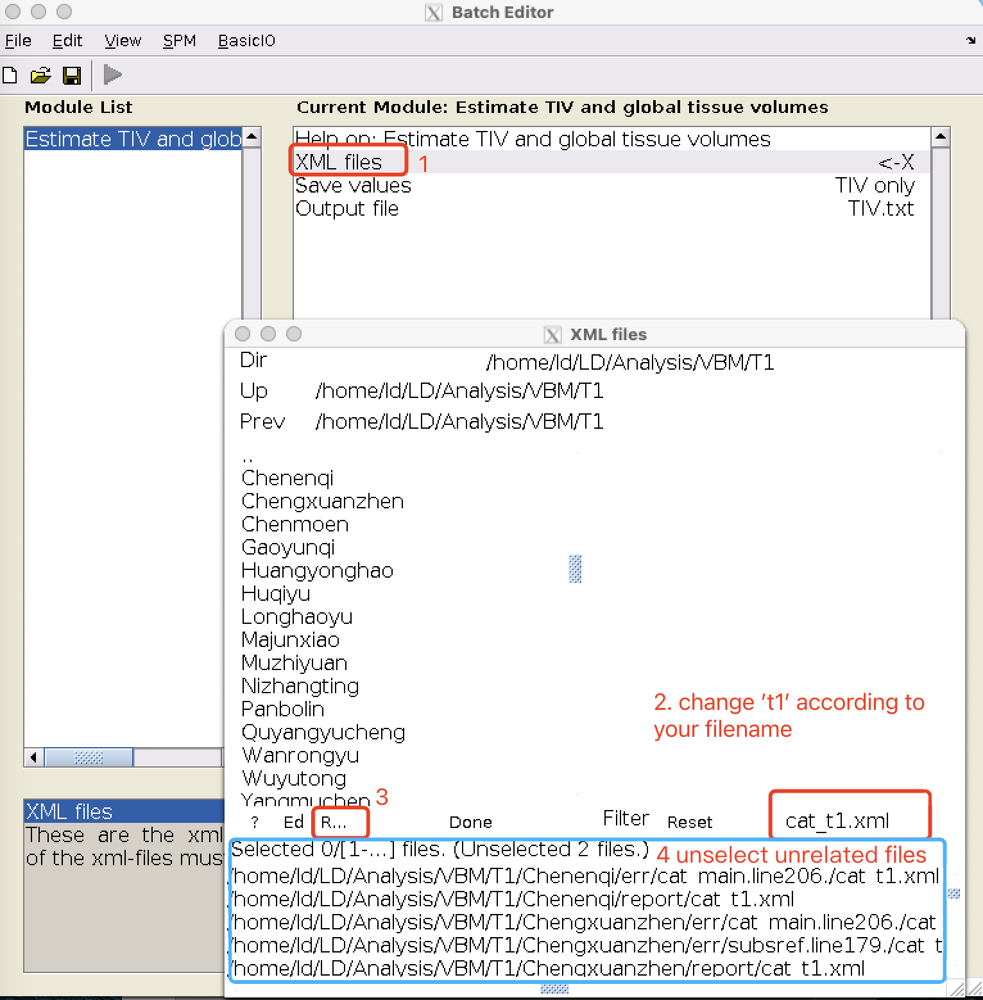 Batch Editor
File Edit View SPM BasicIO
Module List
Current Module: Estimate TIV and global tissue volumes
Estimate TIV and glob
Help on: Estimate TIV and global tissue volumes
XML files 1 <-X
Save values TIV only
Output file TIV.txt
XML files
Dir /home/ld/LD/Analysis/VBM/T1
Up /home/ld/LD/Analysis/VBM/T1
Prev /home/ld/LD/Analysis/VBM/T1
..
Chenenqi
Chengxuanzhen
Chenmoen
Gaoyunqi
Huangyonghao
Huqiyu
Longhaoyu
Majunxiao
Muzhiyuan
Nizhangting
Panbolin
Quyangyucheng
Wanrongyu
Wuyutong
Yangmuchen 3
2. change 't1' according to
your filename
? Ed R... Done Filter Reset cat_t1.xml
Selected 0/[1-...] files. (Unselected 2 files.) 4 unselect unrelated files
/home/ld/LD/Analysis/VBM/T1/Chenenqi/err/cat_main.line206./cat_t1.xml
/home/ld/LD/Analysis/VBM/T1/Chenenqi/report/cat_t1.xml
/home/ld/LD/Analysis/VBM/T1/Chengxuanzhen/err/cat_main.line206./cat
/home/ld/LD/Analysis/VBM/T1/Chengxuanzhen/err/subsref.line179./cat_t
/home/ld/LD/Analysis/VBM/T1/Chengxuanzhen/report/cat_t1.xml
XML files
These are the xml
of the xml-files mus